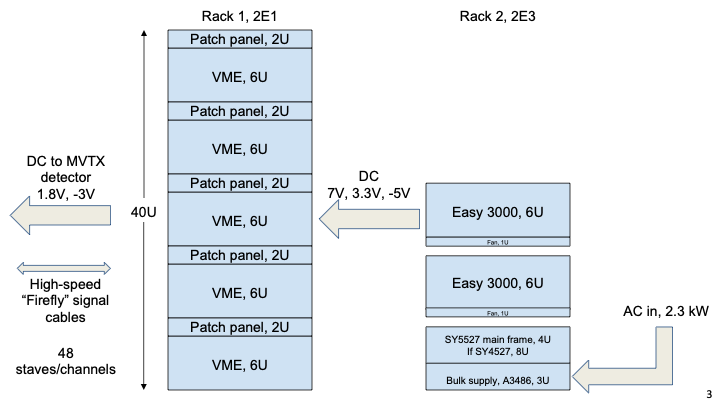 Rack 1, 2E1
Rack 2, 2E3
Patch panel, 2U
VME, 6U
Patch panel, 2U
VME, 6U
Patch panel, 2U
VME, 6U
Patch panel, 2U
VME, 6U
Patch panel, 2U
VME, 6U
40U
DC to MVTX
detector
1.8V, -3V
High-speed
“Firefly” signal
cables
48
staves/channels
DC
7V, 3.3V, -5V
Easy 3000, 6U
Fan, 1U
Easy 3000, 6U
Fan, 1U
SY5527 main frame, 4U
If SY4527, 8U
Bulk supply, A3486, 3U
AC in, 2.3 kW
3